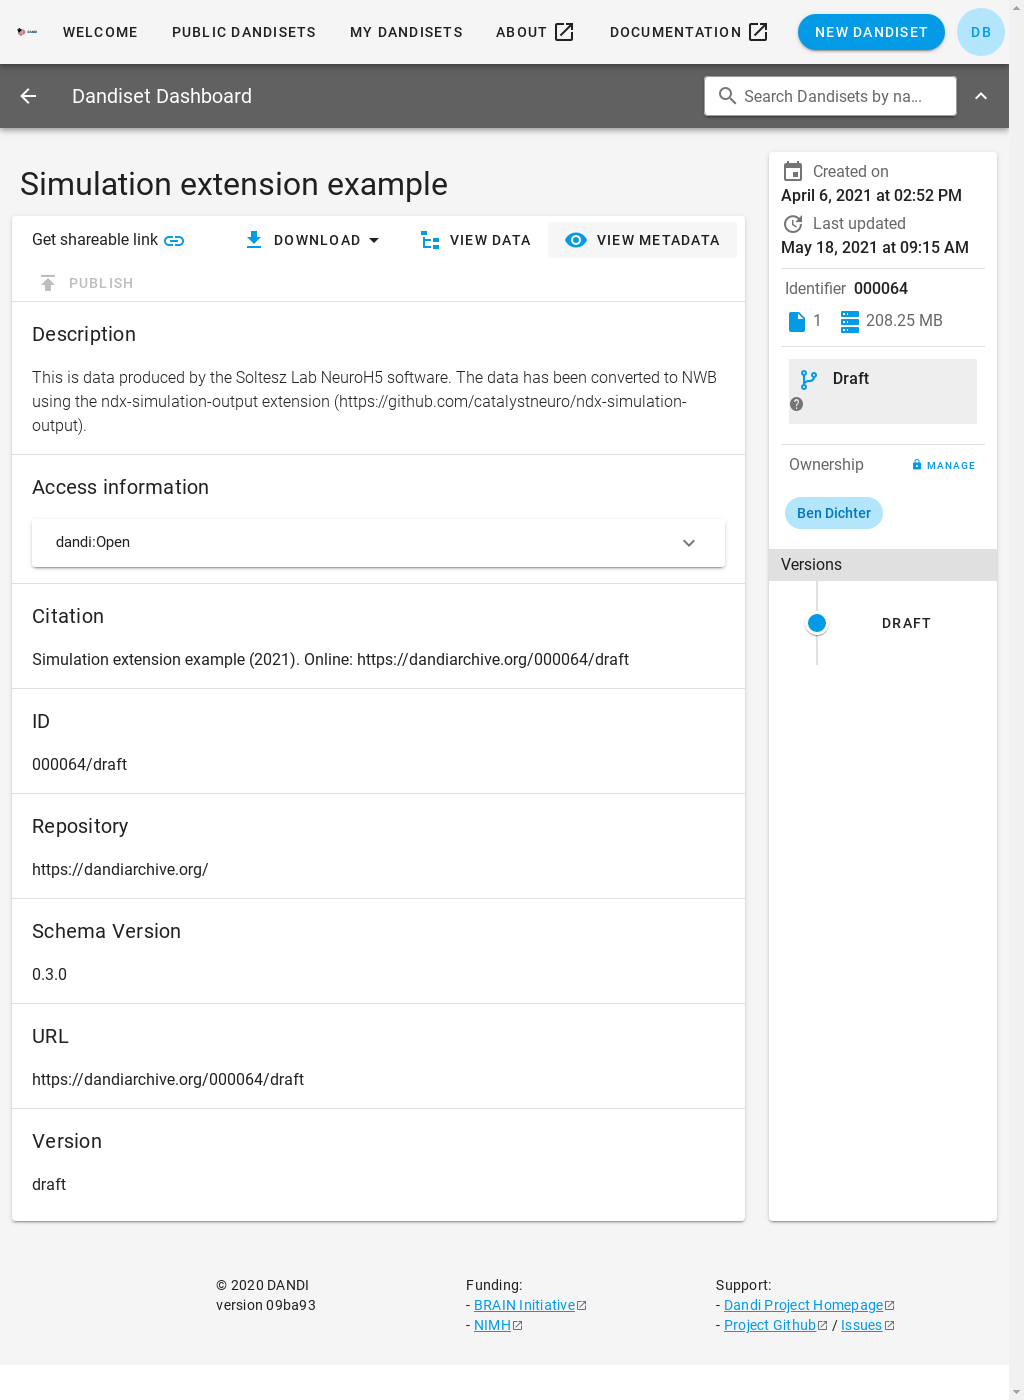 WELCOME PUBLIC DANDISETS MY DANDISETS ABOUT DOCUMENTATION NEW DANDISET DB
Dandiset Dashboard Search Dandisets by na...
Simulation extension example
Get shareable link DOWNLOAD VIEW DATA VIEW METADATA
PUBLISH
Description
This is data produced by the Soltesz Lab NeuroH5 software. The data has been converted to NWB
using the ndx-simulation-output extension (https://github.com/catalystneuro/ndx-simulation-
output).
Access information
dandi:Open
Citation
Simulation extension example (2021). Online: https://dandiarchive.org/000064/draft
ID
000064/draft
Repository
https://dandiarchive.org/
Schema Version
0.3.0
URL
https://dandiarchive.org/000064/draft
Version
draft
Created on
April 6, 2021 at 02:52 PM
Last updated
May 18, 2021 at 09:15 AM
Identifier 000064
1 208.25 MB
Draft
Ownership MANAGE
Ben Dichter
Versions
DRAFT
© 2020 DANDI
version 09ba93
Funding:
- BRAIN Initiative
- NIMH
Support:
- Dandi Project Homepage
- Project Github / Issues